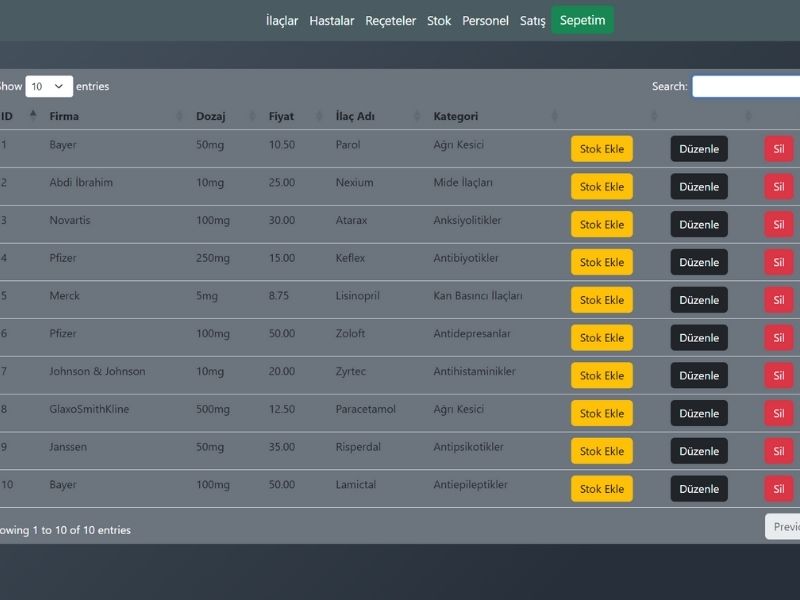 İlaçlar Hastalar Reçeteler Stok Personel Satış Sepetim
Show 10 entries Search:
ID Firma Dozaj Fiyat İlaç Adı Kategori
1 Bayer 50mg 10.50 Parol Ağrı Kesici Stok Ekle Düzenle Sil
2 Abdi İbrahim 10mg 25.00 Nexium Mide İlaçları Stok Ekle Düzenle Sil
3 Novartis 100mg 30.00 Atarax Anksiyolitikler Stok Ekle Düzenle Sil
4 Pfizer 250mg 15.00 Keflex Antibiyotikler Stok Ekle Düzenle Sil
5 Merck 5mg 8.75 Lisinopril Kan Basıncı İlaçları Stok Ekle Düzenle Sil
6 Pfizer 100mg 50.00 Zoloft Antidepresanlar Stok Ekle Düzenle Sil
7 Johnson & Johnson 10mg 20.00 Zyrtec Antihistaminikler Stok Ekle Düzenle Sil
8 GlaxoSmithKline 500mg 12.50 Paracetamol Ağrı Kesici Stok Ekle Düzenle Sil
9 Janssen 50mg 35.00 Risperdal Antipsikotikler Stok Ekle Düzenle Sil
10 Bayer 100mg 50.00 Lamictal Antiepileptikler Stok Ekle Düzenle Sil
owing 1 to 10 of 10 entries Previo